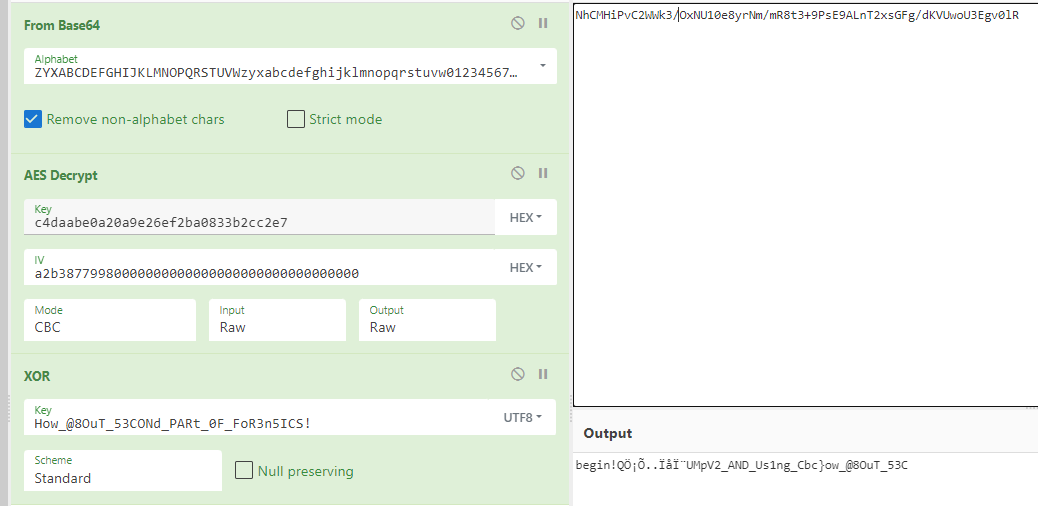 From Base64
Alphabet
ZYXABCDEFGHIJKLMNOPQRSTUVWzyxabcdefghijklmnopqrstuvw01234567…
Remove non-alphabet chars
Strict mode
AES Decrypt
Key
c4daabe0a20a9e26ef2ba0833b2cc2e7
HEX
IV
a2b38779980000000000000000000000000000
HEX
Mode
CBC
Input
Raw
Output
Raw
XOR
Key
How_@8OuT_53CONd_PARt_0F_FoR3n5ICS!
UTF8
Scheme
Standard
Null preserving
NhCMHiPvC2WWk3/OxNU10e8yrNm/mR8t3+9PsE9ALnT2xsGFg/dKVUwoU3Egv0lR
Output
begin!QÖ¡Õ..ÏåÏ¨UMpV2_AND_Us1ng_Cbc}ow_@8OuT_53C